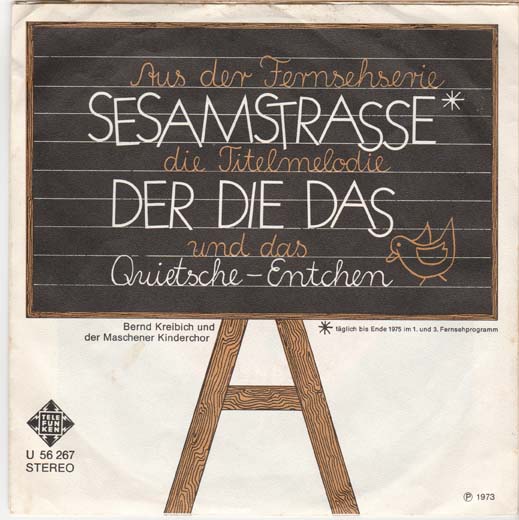 Aus der Fernsehserie
SESAMSTRASSE*
die Titelmelodie
DER DIE DAS
und das
Quietsche-Entchen
Bernd Kreibich und
der Maschener Kinderchor
* täglich bis Ende 1975 im 1. und 3. Fernsehprogramm
TELE
FUN
KEN
U 56 267
STEREO
℗ 1973